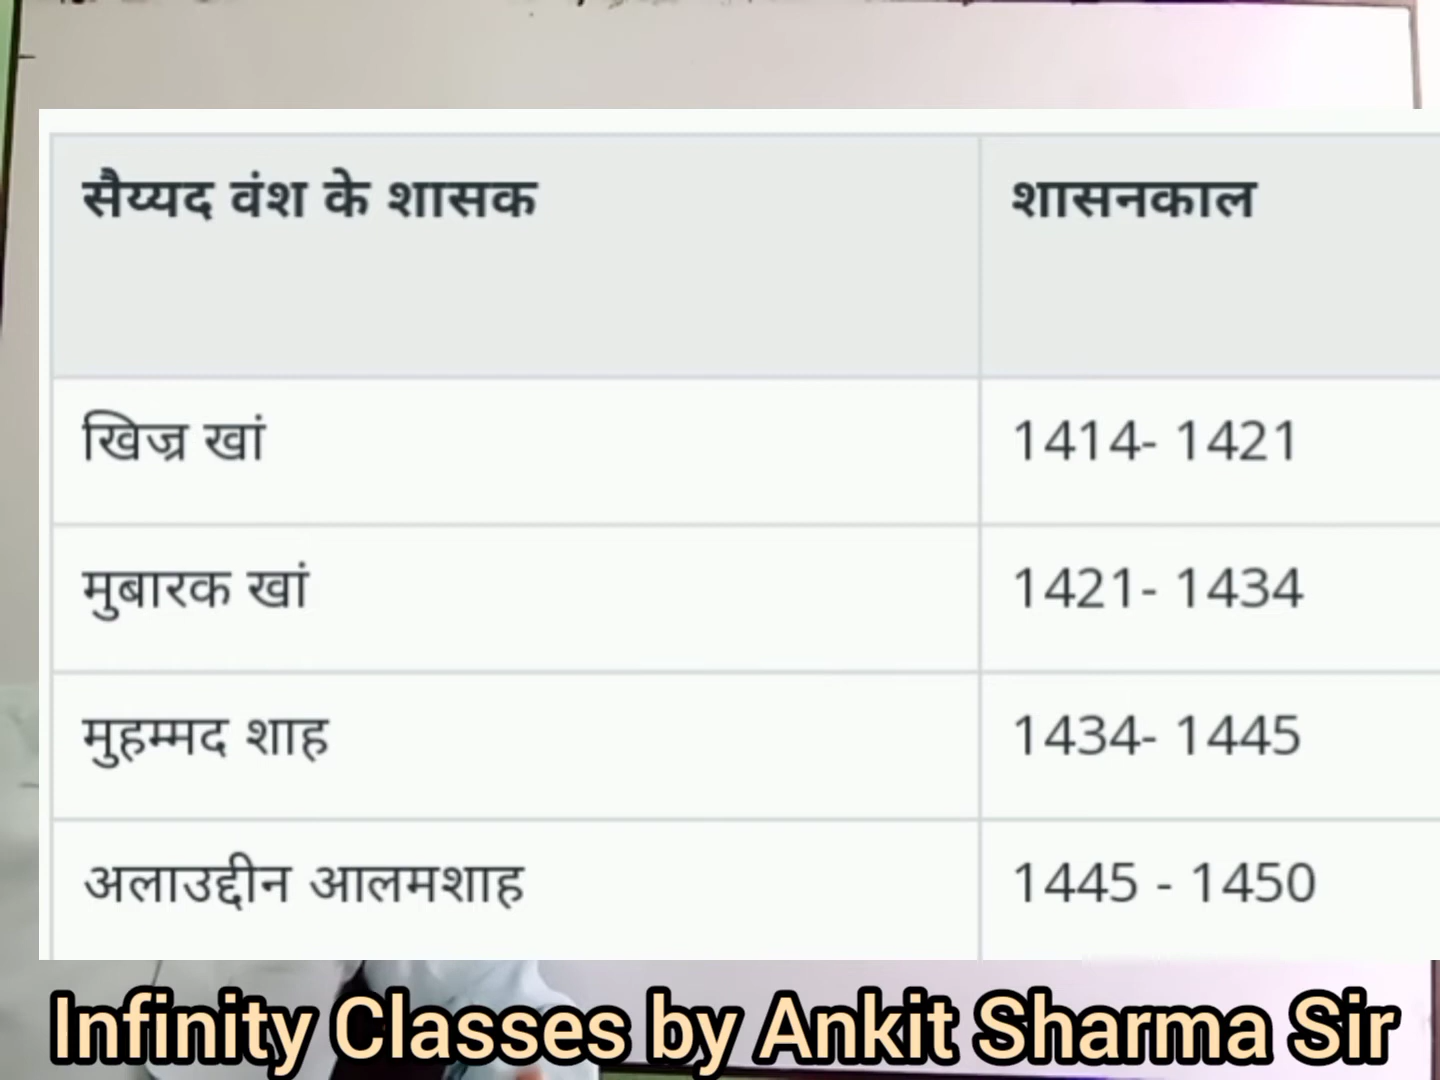 सैय्यद वंश के शासक शासनकाल
खिज्र खां 1414- 1421
मुबारक खां 1421- 1434
मुहम्मद शाह 1434- 1445
अलाउद्दीन आलमशाह 1445 - 1450
Infinity Classes by Ankit Sharma Sir